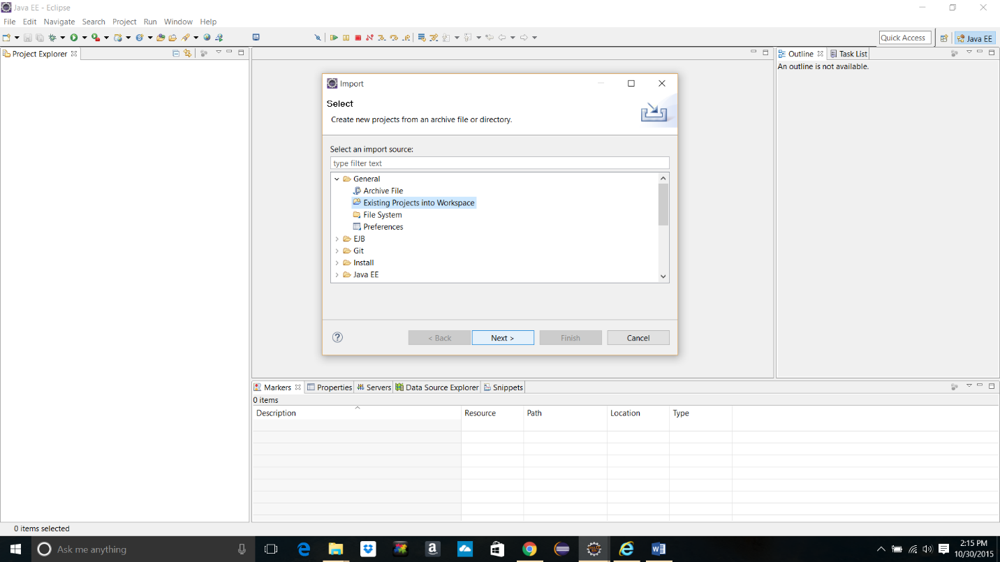 Java EE - Eclipse
File Edit Navigate Search Project Run Window Help
Quick Access
Java EE
Project Explorer
Outline
Task List
An outline is not available.
Import
Select
Create new projects from an archive file or directory.
Select an import source:
type filter text
General
Archive File
Existing Projects into Workspace
File System
Preferences
EJB
Git
Install
Java EE
< Back Next > Finish Cancel
Markers Properties Servers Data Source Explorer Snippets
0 items
Description Resource Path Location Type
0 items selected
Ask me anything
2:15 PM
10/30/2015